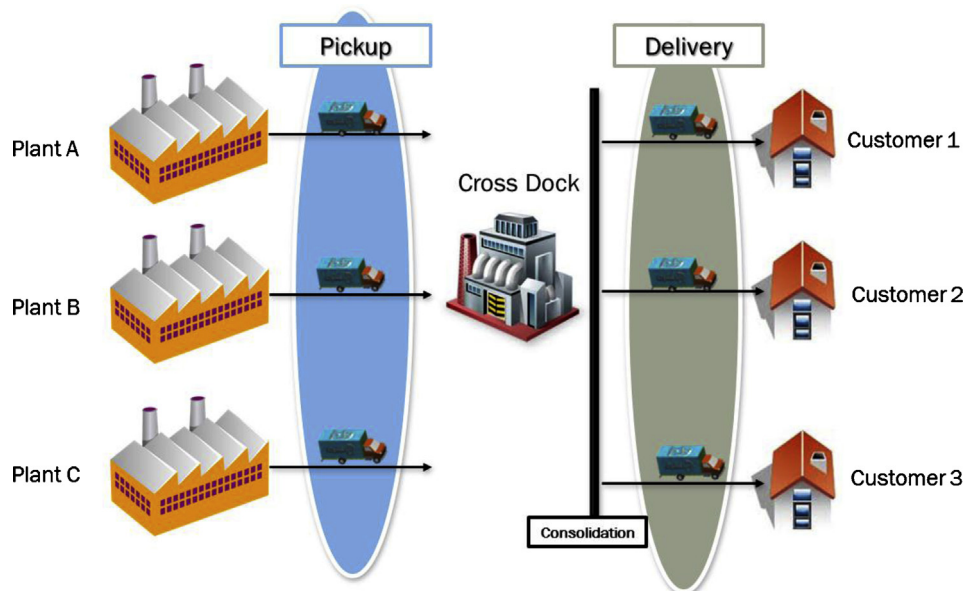 Pickup
Delivery
Plant A
Customer 1
Cross Dock
Plant B
Customer 2
Plant C
Customer 3
Consolidation